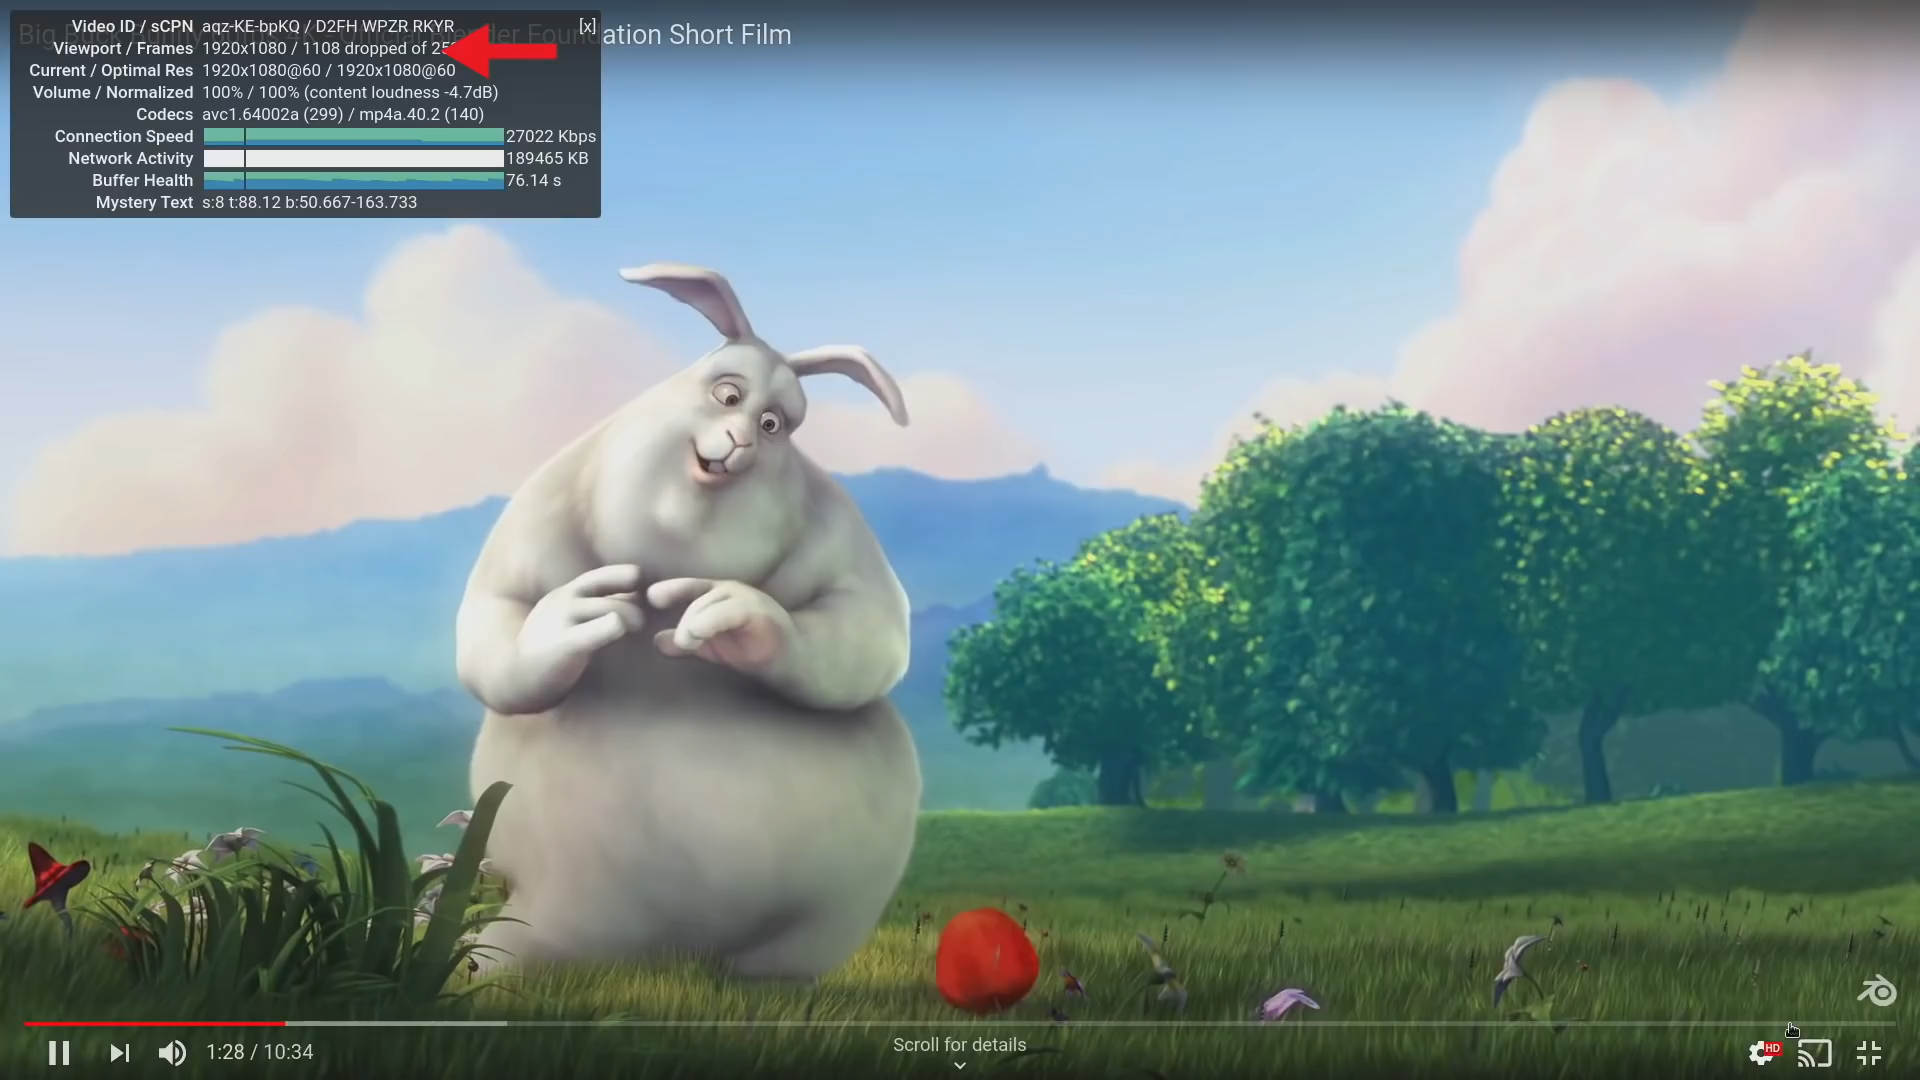 Big Foundation Short Film
Video ID / sCPN aqz-KE-bpKQ / D2FH WPZR RKYR [x]
Viewport / Frames 1920x1080 / 1108 dropped of
Current / Optimal Res 1920x1080@60 / 1920x1080@60
Volume / Normalized 100% / 100% (content loudness -4.7dB)
Codecs avc1.64002a (299) / mp4a.40.2 (140)
Connection Speed 27022 Kbps
Network Activity 189465 KB
Buffer Health 76.14 s
Mystery Text s:8 t:88.12 b:50.667-163.733
Scroll for details
1:28 / 10:34
HD